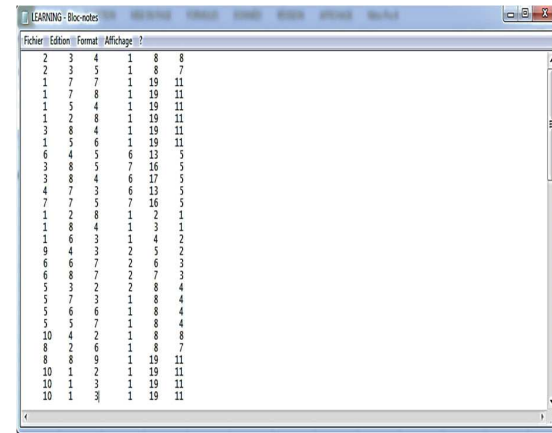 LEARNING - Bloc-notes
Fichier Edition Format Affichage ?
2 3 4 1 8 8
2 3 5 1 8 7
1 7 7 1 19 11
1 7 8 1 19 11
1 5 4 1 19 11
1 2 8 1 19 11
3 8 4 1 19 11
1 5 6 1 19 11
6 4 5 6 13 5
3 8 5 7 16 5
3 8 4 6 17 5
4 7 3 6 13 5
7 7 5 7 16 5
1 2 8 1 2 1
1 8 4 1 3 1
1 6 3 1 4 2
9 4 3 2 5 2
6 6 7 2 6 3
6 8 7 2 7 3
5 3 2 2 8 4
5 7 3 1 8 4
5 6 6 1 8 4
5 5 7 1 8 4
10 4 2 1 8 8
8 2 6 1 8 7
8 8 9 1 19 11
10 1 2 1 19 11
10 1 3 1 19 11
10 1 3 1 19 11